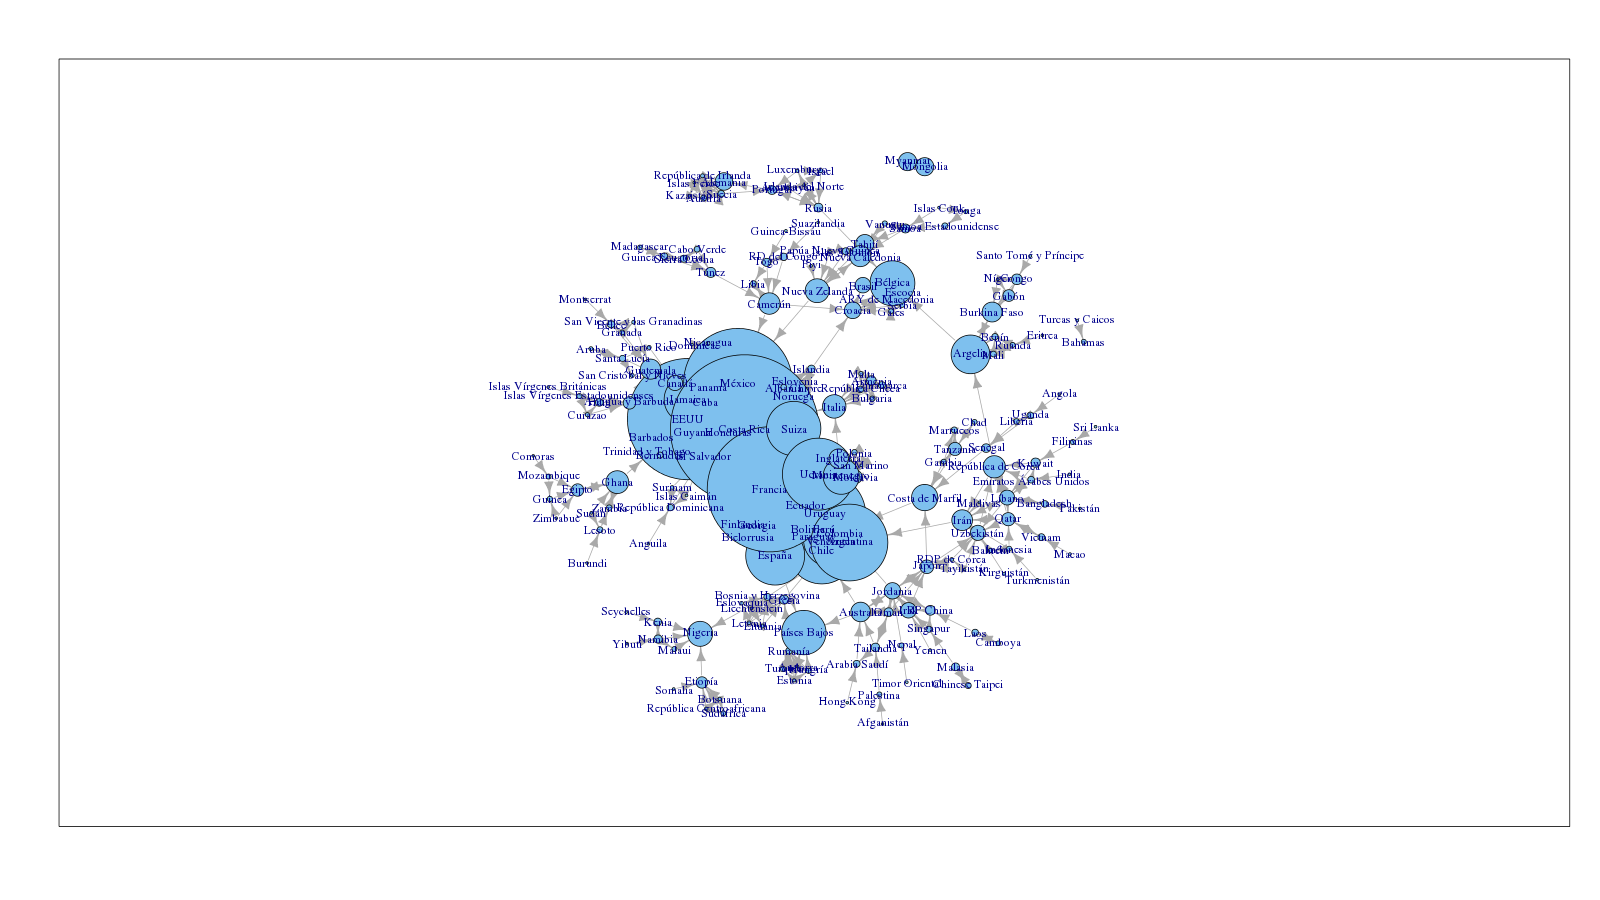 Myanmar
Mongolia
República de Irlanda
Luxemburgo
Israel
Kazajistán
Suecia
Austria
Rusia
Suazilandia
Islas Cook
Tonga
Vanuatu
Samoa Estadounidense
Guinea-Bissáu
Tahití
Madagascar
Cabo Verde
Guinea Ecuatorial
RD del Congo
Togo
Fiyi
Nueva Caledonia
Santo Tomé y Príncipe
Túnez
Libia
Níger
Congo
Nueva Zelanda
Brasil
Bélgica
Escocia
Gabón
Montserrat
Camerún
ARY de Macedonia
Serbia
Croacia
Gales
Burkina Faso
San Vicente y las Granadinas
Belice
Granada
Turcas y Caicos
Eritrea
Bahamas
Benín
Ruanda
Nicaragua
Dominica
Puerto Rico
Aruba
Santa Lucía
Argelia
Malí
Guatemala
Islandia
San Cristóbal y Nieves
Malta
Armenia
Canadá
Panamá
México
Eslovenia
Albania
República Checa
Islas Vírgenes Británicas
Islas Vírgenes Estadounidenses
Antigua y Barbuda
Jamaica
Cuba
Noruega
Bulgaria
Italia
Curazao
EEUU
Angola
Uganda
Liberia
Chad
Marruecos
Sri Lanka
Filipinas
Guyana
Honduras
Costa Rica
Suiza
Barbados
Trinidad y Tobago
Bermudas
El Salvador
Tanzania
Senegal
Gambia
República de Corea
Kuwait
Inglaterra
Polonia
San Marino
Ucrania
Montenegro
Moldavia
India
Emiratos Árabes Unidos
Comoras
Mozambique
Egipto
Ghana
Guinea
Surinam
Islas Caimán
Francia
Costa de Marfil
Maldivas
Líbano
Bangladesh
Pakistán
Zambia
República Dominicana
Sudán
Zimbabue
Ecuador
Uruguay
Irán
Qatar
Finlandia
Georgia
Bielorrusia
Bolivia
Perú
Paraguay
Colombia
Venezuela
Argentina
Chile
Lesoto
Anguila
Uzbekistán
Vietnam
Macao
Bahréin
Indonesia
España
Burundi
RDP de Corea
Japón
Tayikistán
Kirguistán
Turkmenistán
Bosnia y Herzegovina
Eslovaquia
Grecia
Liechtenstein
Letonia
Lituania
Jordania
Seychelles
Kenia
Australia
Omán
Irak
RP China
Singapur
Nigeria
Países Bajos
Namibia
Yibuti
Malaui
Laos
Camboya
Tailandia
Nepal
Yemen
Rumanía
Turquía
Hungría
Estonia
Arabia Saudí
Malasia
Timor Oriental
Chinese Taipei
Etiopía
Somalia
Botsuana
República Centroafricana
Sudáfrica
Hong Kong
Palestina
Afganistán